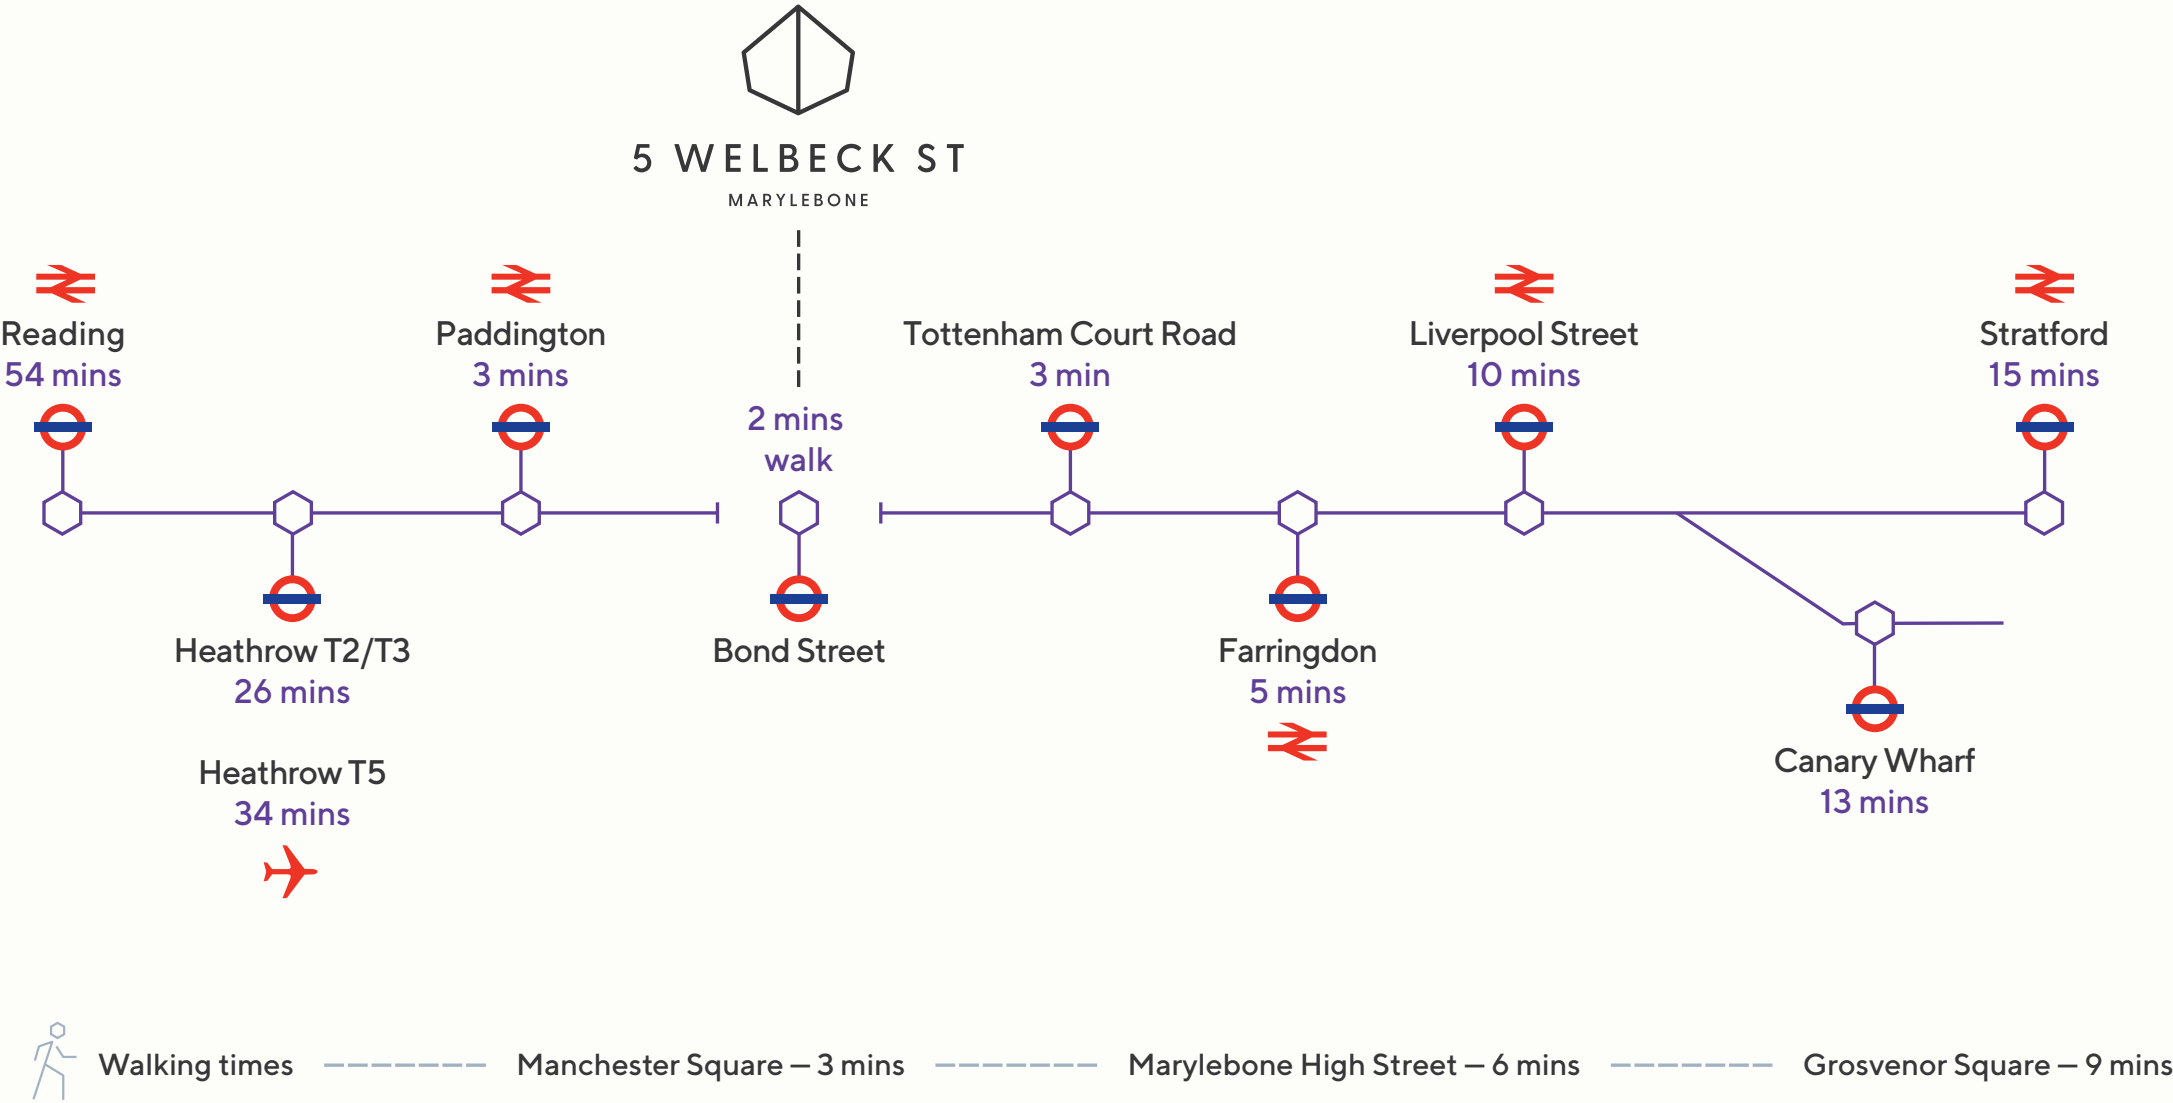 5 WELBECK ST
MARYLEBONE
Reading
54 mins
Paddington
3 mins
2 mins
walk
Tottenham Court Road
3 min
Liverpool Street
10 mins
Stratford
15 mins
Heathrow T2/T3
26 mins
Heathrow T5
34 mins
Bond Street
Farringdon
5 mins
Canary Wharf
13 mins
Walking times
Manchester Square – 3 mins
Marylebone High Street – 6 mins
Grosvenor Square – 9 mins